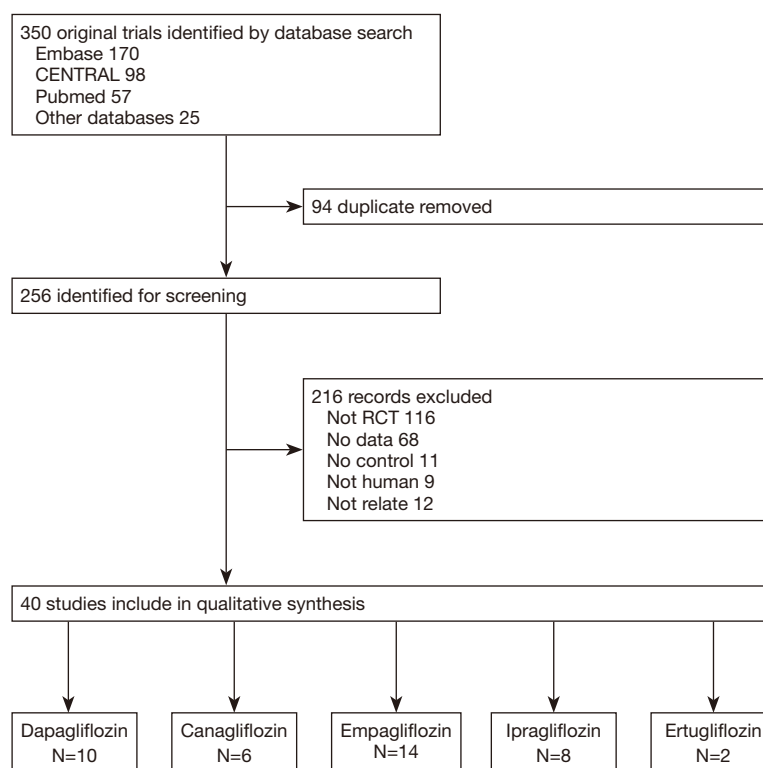 350 original trials identified by database search
Embase 170
CENTRAL 98
Pubmed 57
Other databases 25
94 duplicate removed
256 identified for screening
216 records excluded
Not RCT 116
No data 68
No control 11
Not human 9
Not relate 12
40 studies include in qualitative synthesis
Dapagliflozin
N=10
Canagliflozin
N=6
Empagliflozin
N=14
Ipragliflozin
N=8
Ertugliflozin
N=2